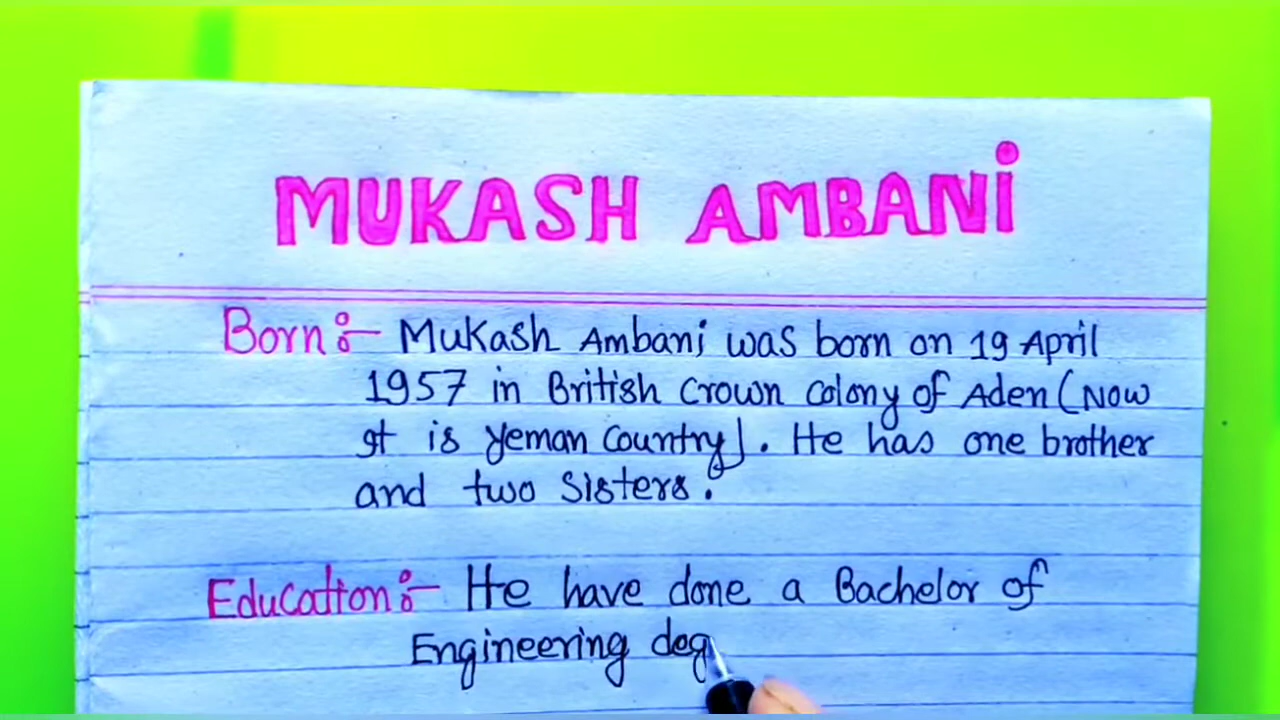 MUKASH AMBANi
Born:- Mukash Ambani was born on 19 April
1957 in British Crown Colony of Aden (Now
It is Yeman Country). He has one brother
and two Sisters.
Education:- He have done a Bachelor of
Engineering deg